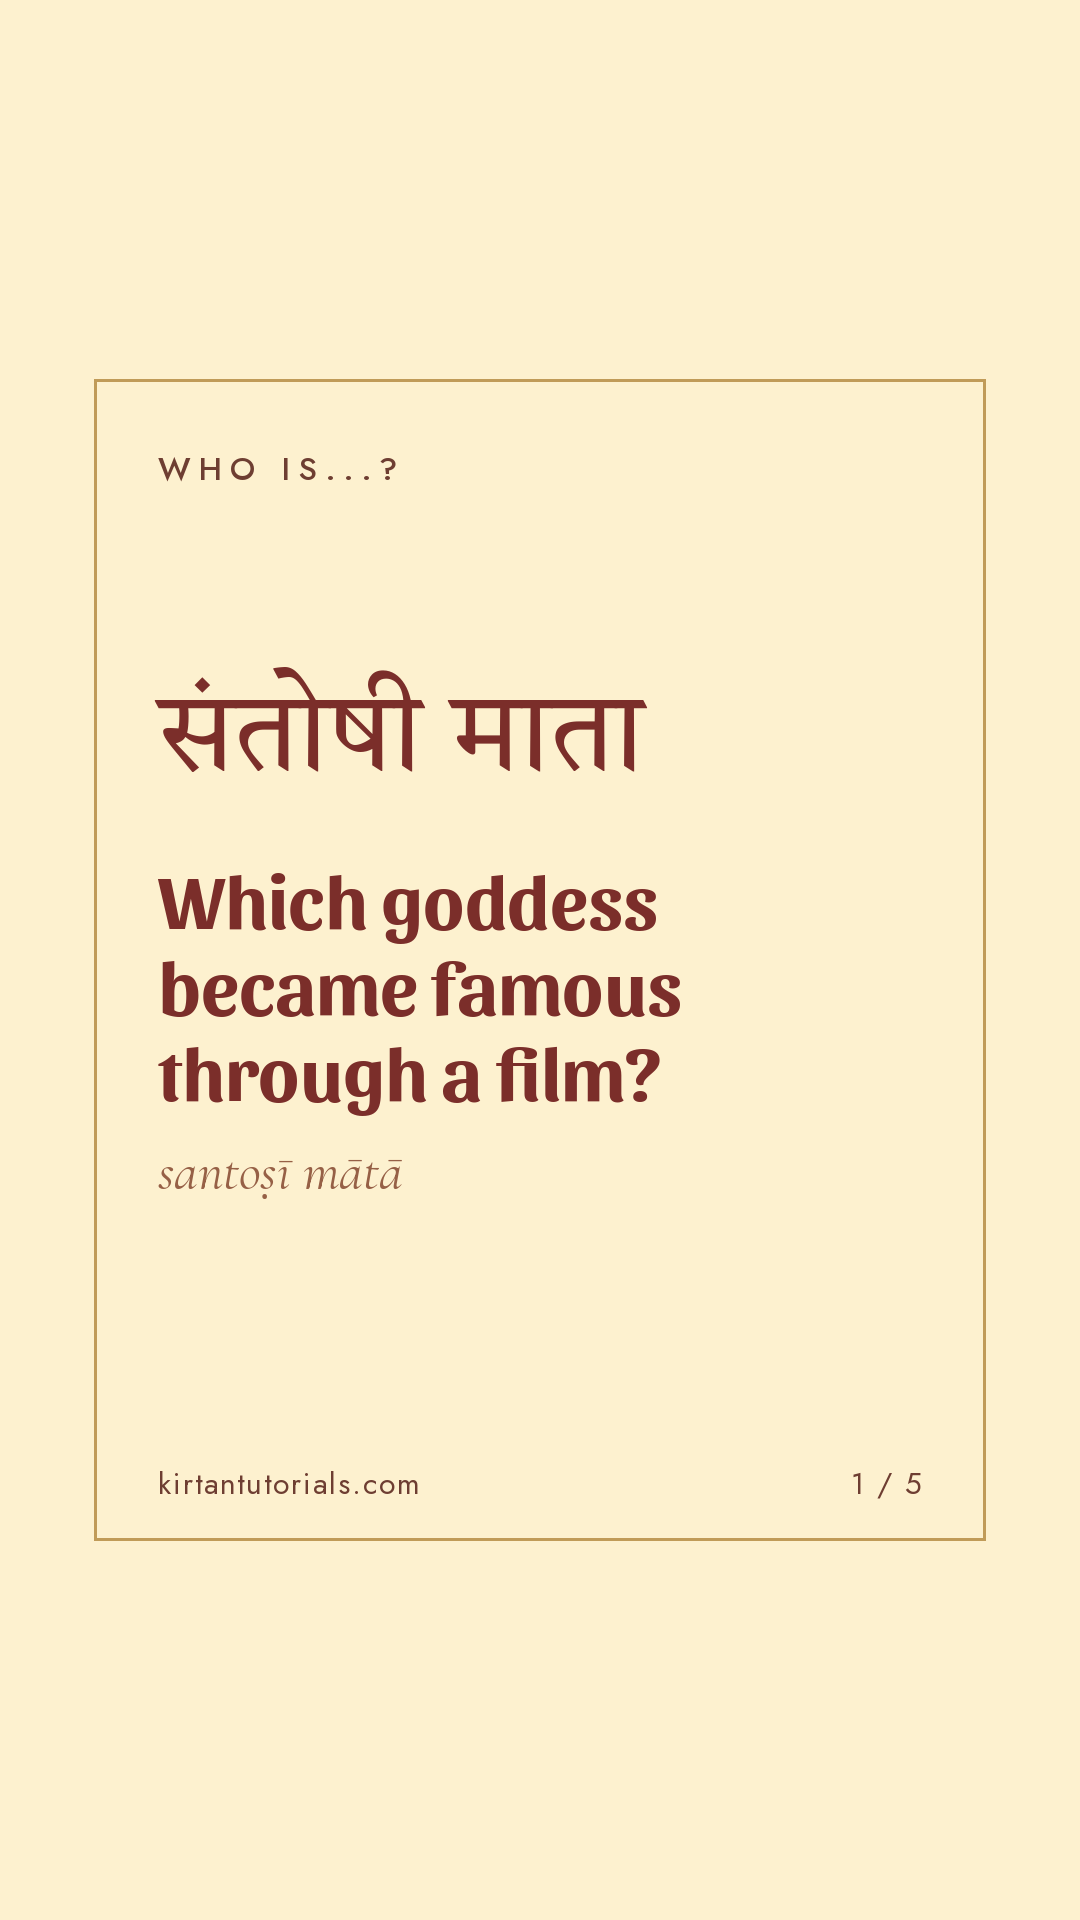 WHO IS...?
संतोषी माता
Which goddess
became famous
through a film?
santoṣī mātā
kirtantutorials.com
1 / 5